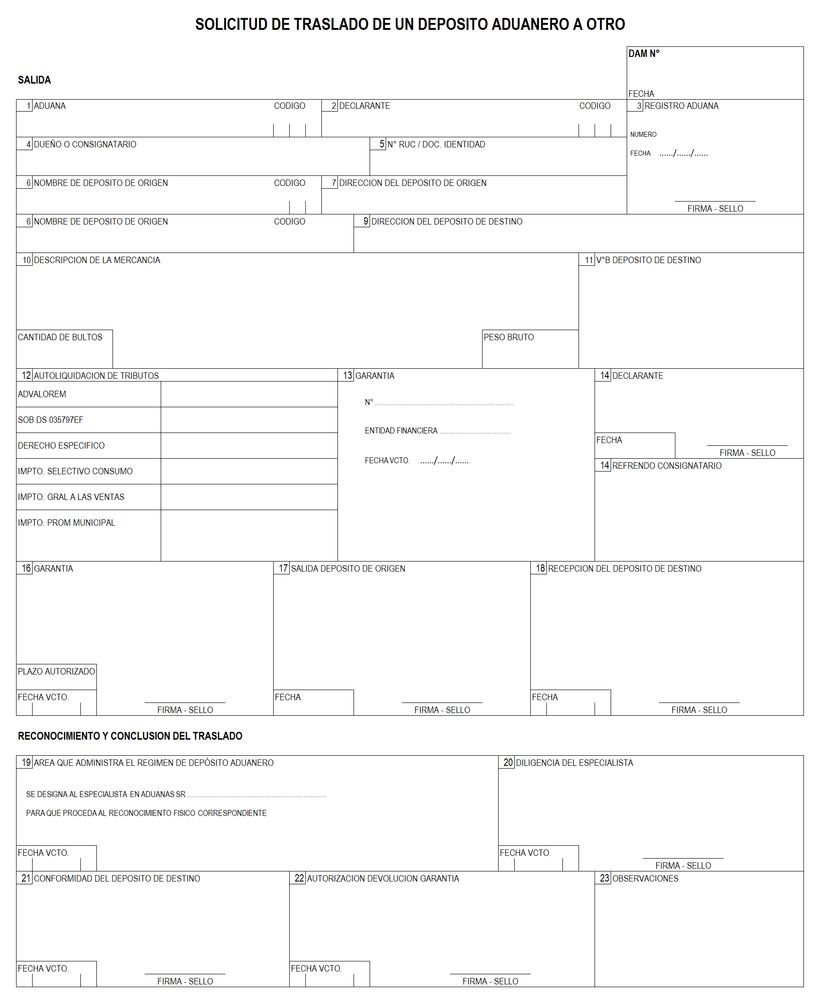 SOLICITUD DE TRASLADO DE UN DEPOSITO ADUANERO A OTRO
DAM N°
SALIDA
FECHA
1 ADUANA CODIGO 2 DECLARANTE CODIGO 3 REGISTRO ADUANA
NUMERO
4 DUEÑO O CONSIGNATARIO 5 N° RUC / DOC. IDENTIDAD
FECHA ....../....../......
6 NOMBRE DE DEPOSITO DE ORIGEN CODIGO 7 DIRECCION DEL DEPOSITO DE ORIGEN
FIRMA - SELLO
6 NOMBRE DE DEPOSITO DE ORIGEN CODIGO 9 DIRECCION DEL DEPOSITO DE DESTINO
10 DESCRIPCION DE LA MERCANCIA 11 V°B DEPOSITO DE DESTINO
CANTIDAD DE BULTOS PESO BRUTO
12 AUTOLIQUIDACION DE TRIBUTOS 13 GARANTIA 14 DECLARANTE
ADVALOREM
N° ............................................................................
SOB DS 035797EF
ENTIDAD FINANCIERA .......................................
FECHA
DERECHO ESPECIFICO
FIRMA - SELLO
FECHA VCTO. ....../....../......
14 REFRENDO CONSIGNATARIO
IMPTO. SELECTIVO CONSUMO
IMPTO. GRAL A LAS VENTAS
IMPTO. PROM MUNICIPAL
16 GARANTIA 17 SALIDA DEPOSITO DE ORIGEN 18 RECEPCION DEL DEPOSITO DE DESTINO
PLAZO AUTORIZADO
FECHA VCTO. FECHA FECHA
FIRMA - SELLO FIRMA - SELLO FIRMA - SELLO
RECONOCIMIENTO Y CONCLUSION DEL TRASLADO
19 AREA QUE ADMINISTRA EL REGIMEN DE DEPÓSITO ADUANERO 20 DILIGENCIA DEL ESPECIALISTA
SE DESIGNA AL ESPECIALISTA EN ADUANAS SR ............................................................................
PARA QUE PROCEDA AL RECONOCIMIENTO FISICO CORRESPONDIENTE
FECHA VCTO. FECHA VCTO.
FIRMA - SELLO
21 CONFORMIDAD DEL DEPOSITO DE DESTINO 22 AUTORIZACION DEVOLUCION GARANTIA 23 OBSERVACIONES
FECHA VCTO. FECHA VCTO.
FIRMA - SELLO FIRMA - SELLO